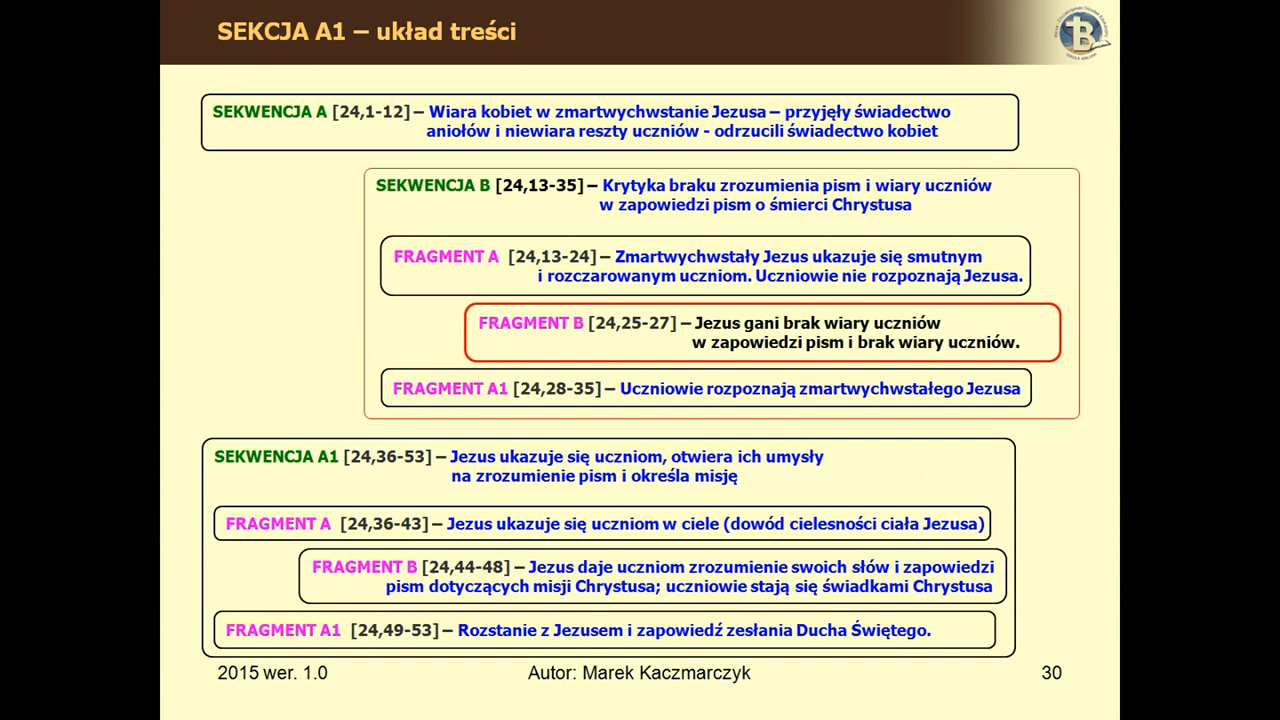 SEKCJA A1 – układ treści
SEKWENCJA A [24,1-12] – Wiara kobiet w zmartwychwstanie Jezusa – przyjęły świadectwo
aniołów i niewiara reszty uczniów - odrzucili świadectwo kobiet
SEKWENCJA B [24,13-35] – Krytyka braku zrozumienia pism i wiary uczniów
w zapowiedzi pism o śmierci Chrystusa
FRAGMENT A [24,13-24] – Zmartwychwstały Jezus ukazuje się smutnym
i rozczarowanym uczniom. Uczniowie nie rozpoznają Jezusa.
FRAGMENT B [24,25-27] – Jezus gani brak wiary uczniów
w zapowiedzi pism i brak wiary uczniów.
FRAGMENT A1 [24,28-35] – Uczniowie rozpoznają zmartwychwstałego Jezusa
SEKWENCJA A1 [24,36-53] – Jezus ukazuje się uczniom, otwiera ich umysły
na zrozumienie pism i określa misję
FRAGMENT A [24,36-43] – Jezus ukazuje się uczniom w ciele (dowód cielesności ciała Jezusa)
FRAGMENT B [24,44-48] – Jezus daje uczniom zrozumienie swoich słów i zapowiedzi
pism dotyczących misji Chrystusa; uczniowie stają się świadkami Chrystusa
FRAGMENT A1 [24,49-53] – Rozstanie z Jezusem i zapowiedź zesłania Ducha Świętego.
2015 wer. 1.0 Autor: Marek Kaczmarczyk 30